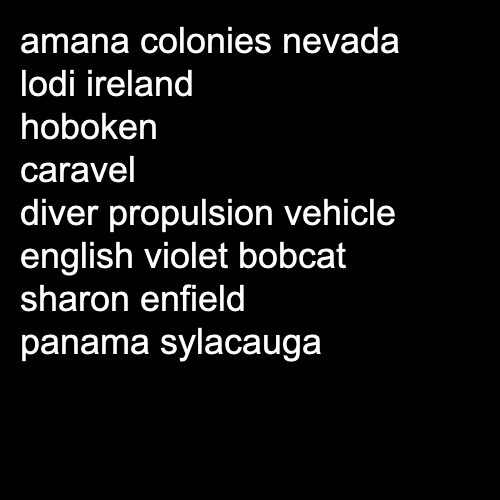 amana colonies nevada
lodi ireland
hoboken
caravel
diver propulsion vehicle
english violet bobcat
sharon enfield
panama sylacauga